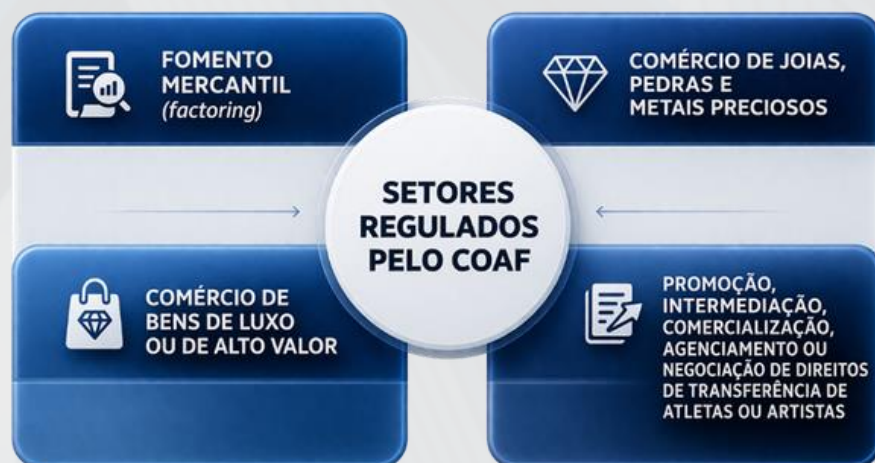 FOMENTO
MERCANTIL
(factoring)
COMÉRCIO DE JOIAS,
PEDRAS E
METAIS PRECIOSOS
SETORES
REGULADOS
PELO COAF
COMÉRCIO DE
BENS DE LUXO
OU DE ALTO VALOR
PROMOÇÃO,
INTERMEDIAÇÃO,
COMERCIALIZAÇÃO,
AGENCIAMENTO OU
NEGOCIAÇÃO DE DIREITOS
DE TRANSFERÊNCIA DE
ATLETAS OU ARTISTAS